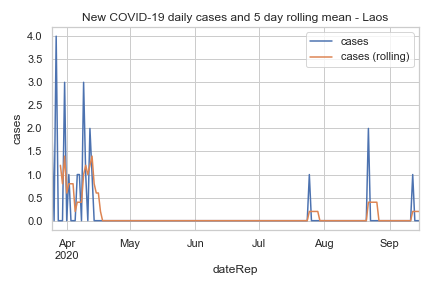 New COVID-19 daily cases and 5 day rolling mean - Laos
cases
cases (rolling)
4.0
3.5
3.0
2.5
2.0
1.5
1.0
0.5
0.0
cases
Apr
2020
May
Jun
Jul
Aug
Sep
dateRep